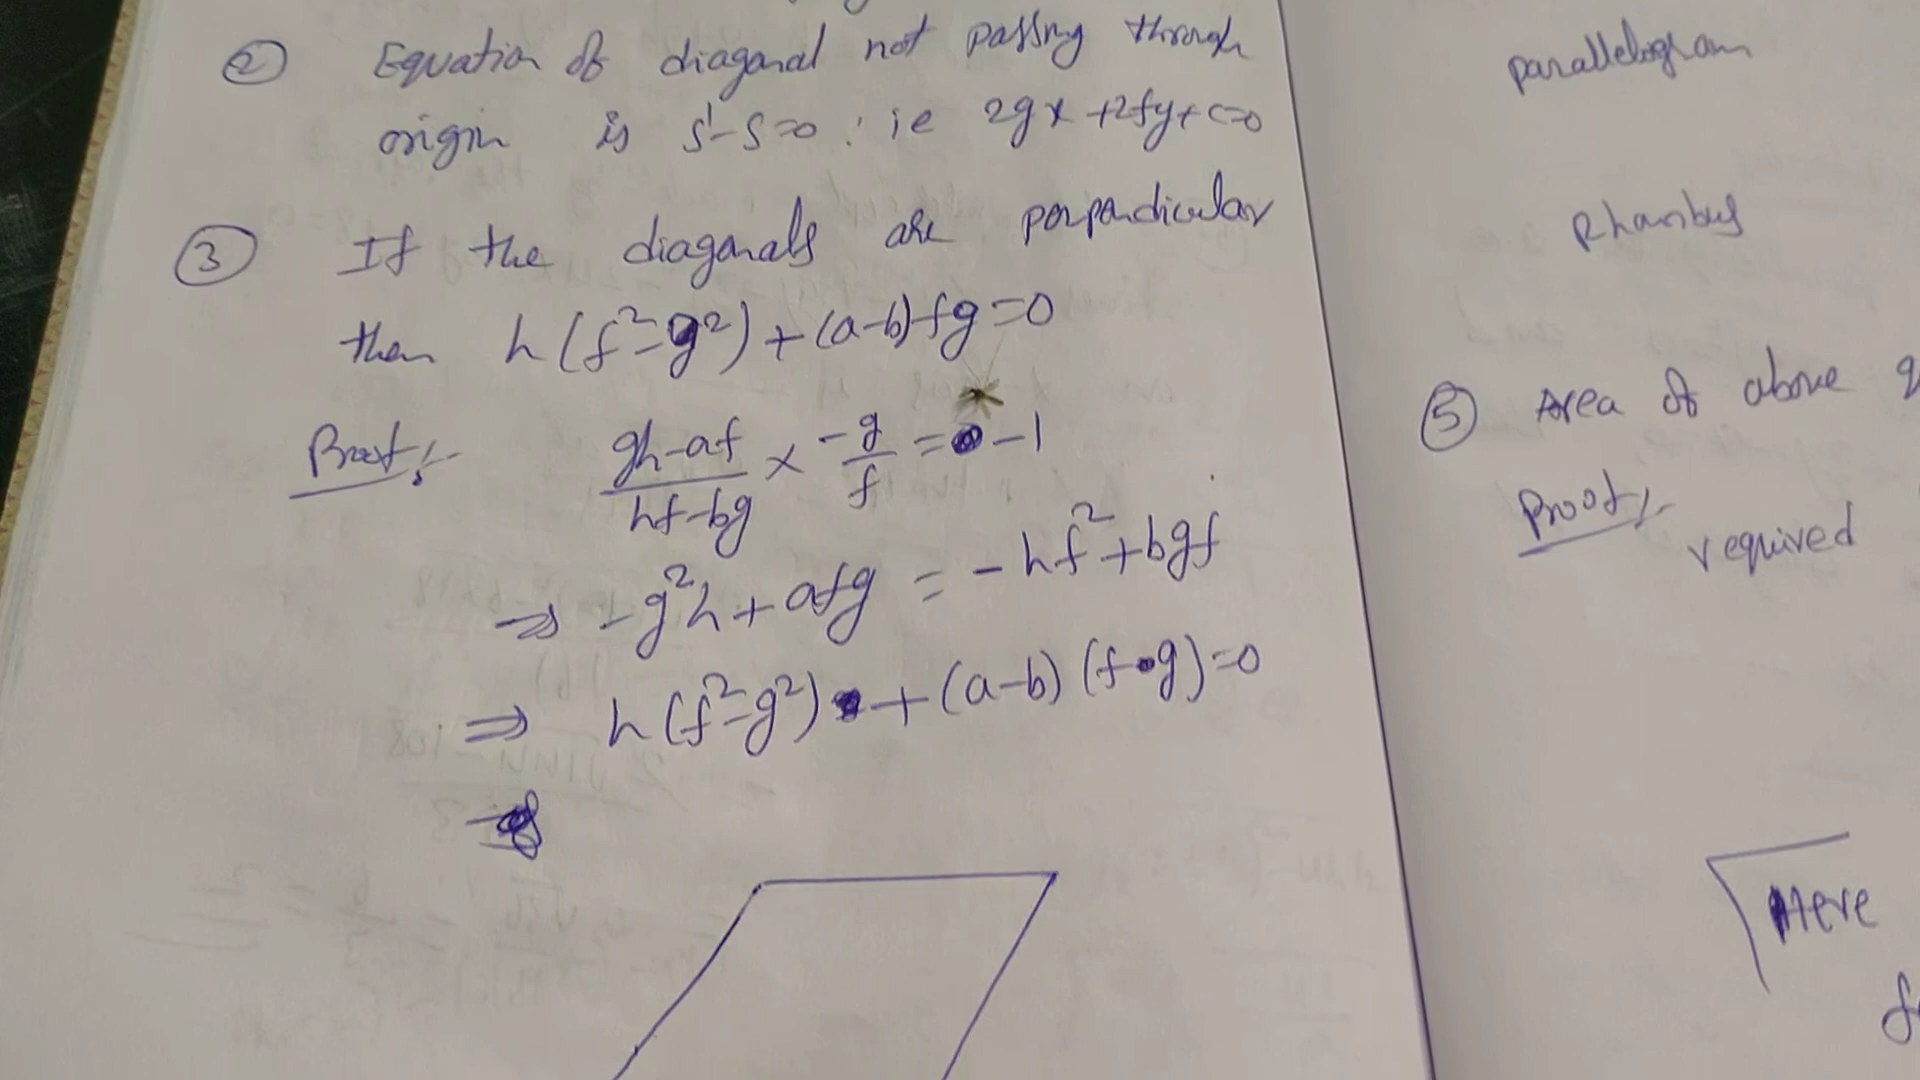 ② Equation of diagonal not passing through
origin is S'-S=0. ie 2gx+2fy+c=0
③ If the diagonals are perpendicular
then h(f²-g²)+(a-b)fg=0
Proof:- gh-af/hf-bg × -g/f = -1
⇒ -g²h+afg = -hf²+bgf
⇒ h(f²-g²)+(a-b)(f·g)=0
parallelogram
Rhombus
⑤ Area of above
Proof:-
required
Here